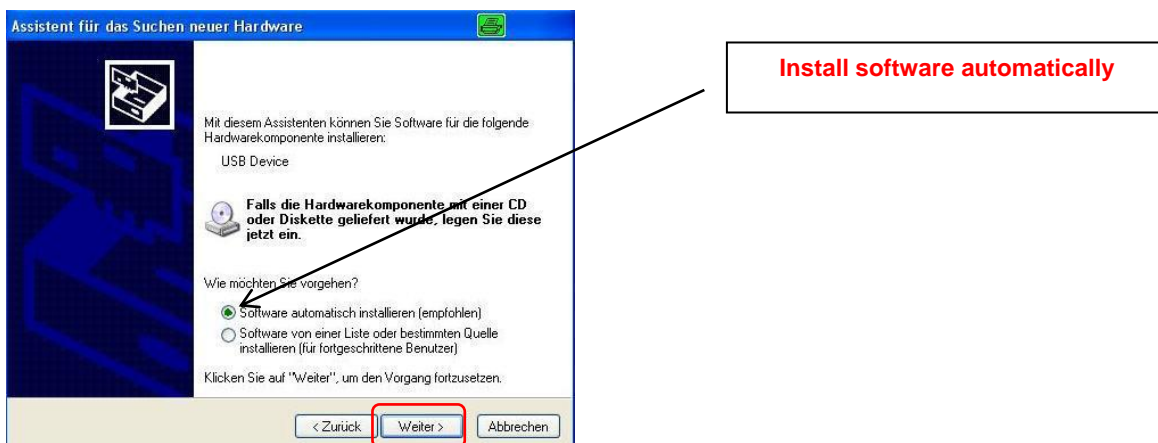 Assistent für das Suchen neuer Hardware
Install software automatically
Mit diesem Assistenten können Sie Software für die folgende
Hardwarekomponente installieren:
USB Device
Falls die Hardwarekomponente mit einer CD
oder Diskette geliefert wurde, legen Sie diese
jetzt ein.
Wie möchten Sie vorgehen?
Software automatisch installieren (empfohlen)
Software von einer Liste oder bestimmten Quelle
installieren (für fortgeschrittene Benutzer)
Klicken Sie auf "Weiter", um den Vorgang fortzusetzen.
< Zurück Weiter > Abbrechen